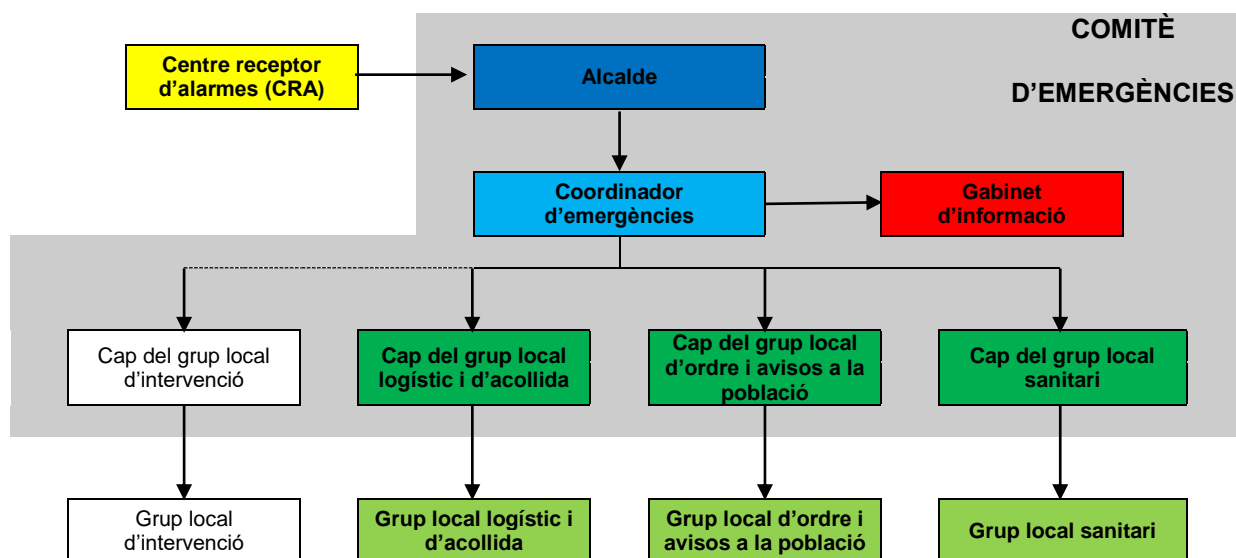 COMITÈ
D'EMERGÈNCIES
Centre receptor
d'alarmes (CRA)
Alcalde
Coordinador
d'emergències
Gabinet
d'informació
Cap del grup local
d'intervenció
Cap del grup local
logístic i d'acollida
Cap del grup local
d'ordre i avisos a la
població
Cap del grup local
sanitari
Grup local
d'intervenció
Grup local logístic i
d'acollida
Grup local d'ordre i
avisos a la població
Grup local sanitari